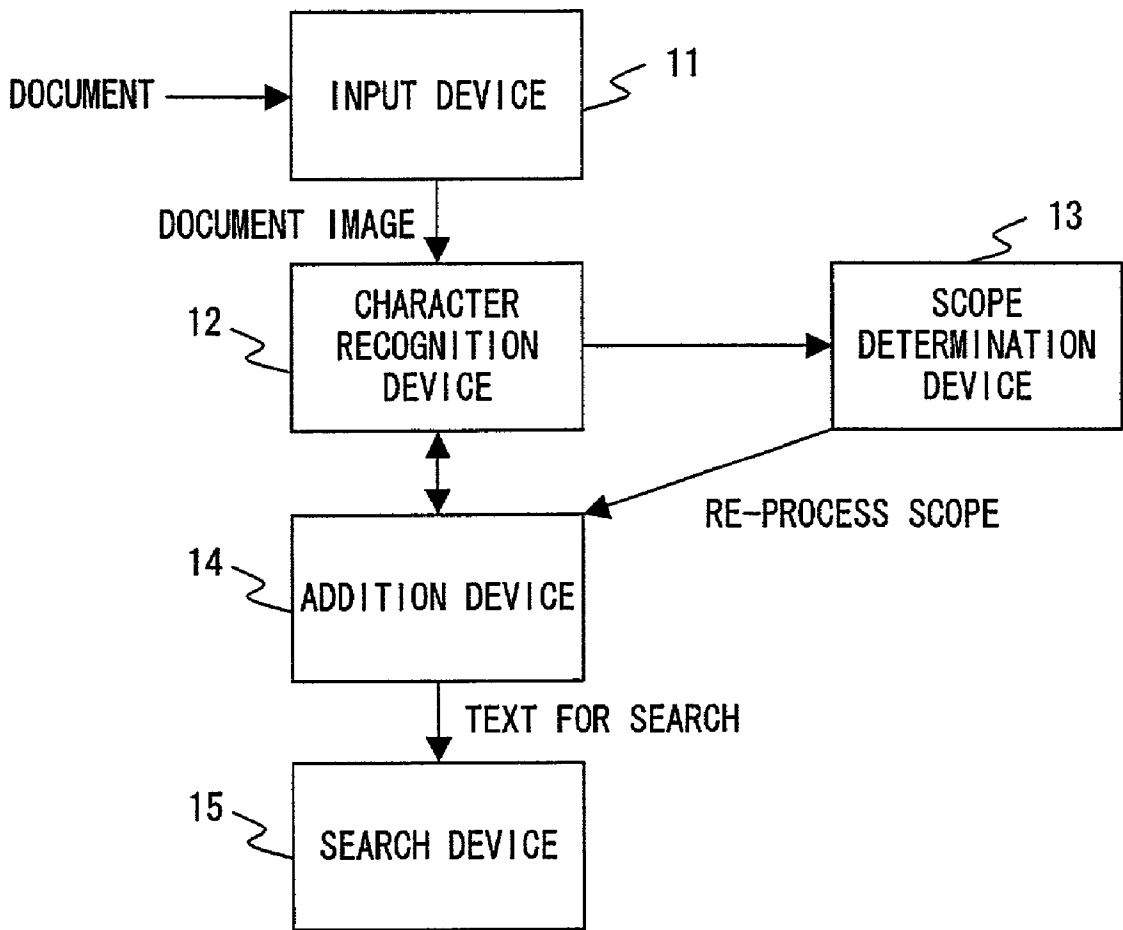 11
DOCUMENT
INPUT DEVICE
DOCUMENT IMAGE
13
12
CHARACTER
RECOGNITION
DEVICE
SCOPE
DETERMINATION
DEVICE
RE-PROCESS SCOPE
14
ADDITION DEVICE
TEXT FOR SEARCH
15
SEARCH DEVICE